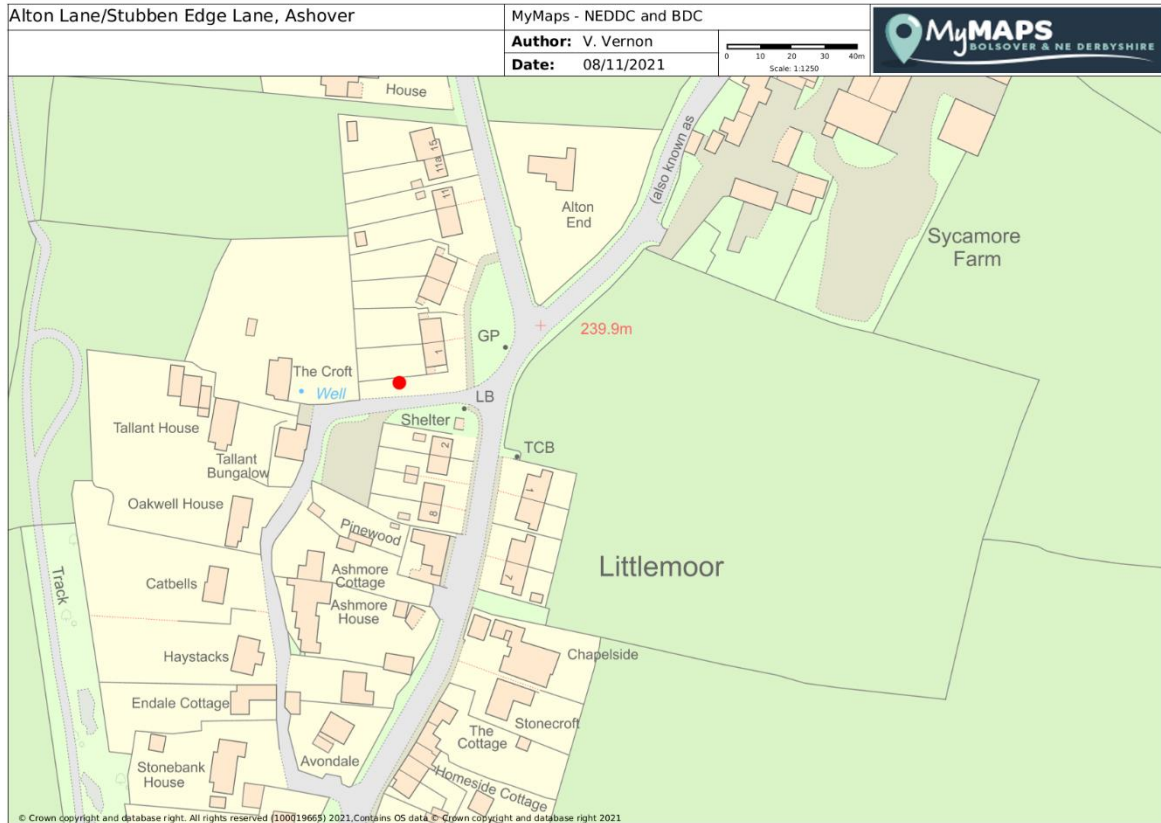 Alton Lane/Stubben Edge Lane, Ashover
MyMaps - NEDDC and BDC
Author: V. Vernon
Date: 08/11/2021
0 10 20 30 40m
Scale: 1:1250
MyMAPS
BOLSOVER & NE DERBYSHIRE
House
(also known as
15
11a
11
Alton
End
Sycamore
Farm
239.9m
GP
1
The Croft
Well
LB
Shelter
Tallant House
2
TCB
Tallant
Bungalow
1
Oakwell House
8
Pinewood
7
Littlemoor
Track
Catbells
Ashmore
Cottage
Ashmore
House
Haystacks
Chapelside
Endale Cottage
Stonecroft
The
Cottage
Stonebank
House
Avondale
Homeside Cottage
© Crown copyright and database right. All rights reserved (100019665) 2021,Contains OS data © Crown copyright and database right 2021